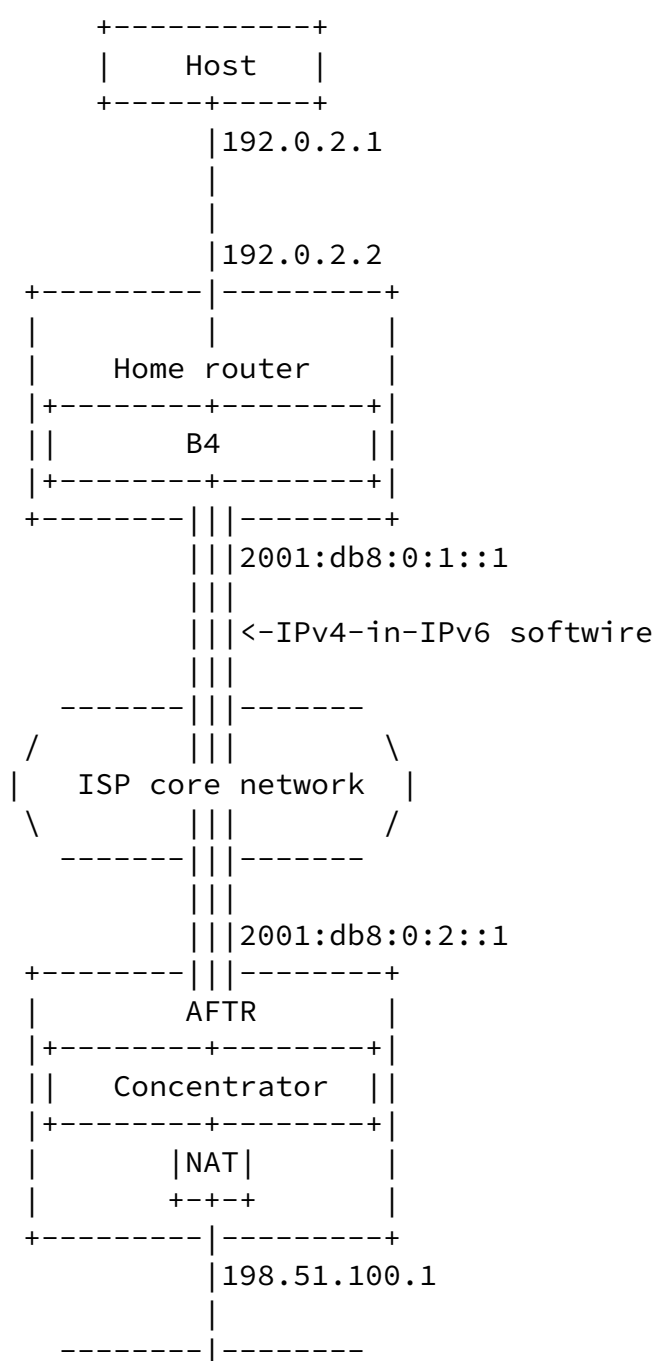 Host
192.0.2.1
192.0.2.2
Home router
B4
2001:db8:0:1::1
<-IPv4-in-IPv6 softwire
ISP core network
2001:db8:0:2::1
AFTR
Concentrator
NAT
198.51.100.1